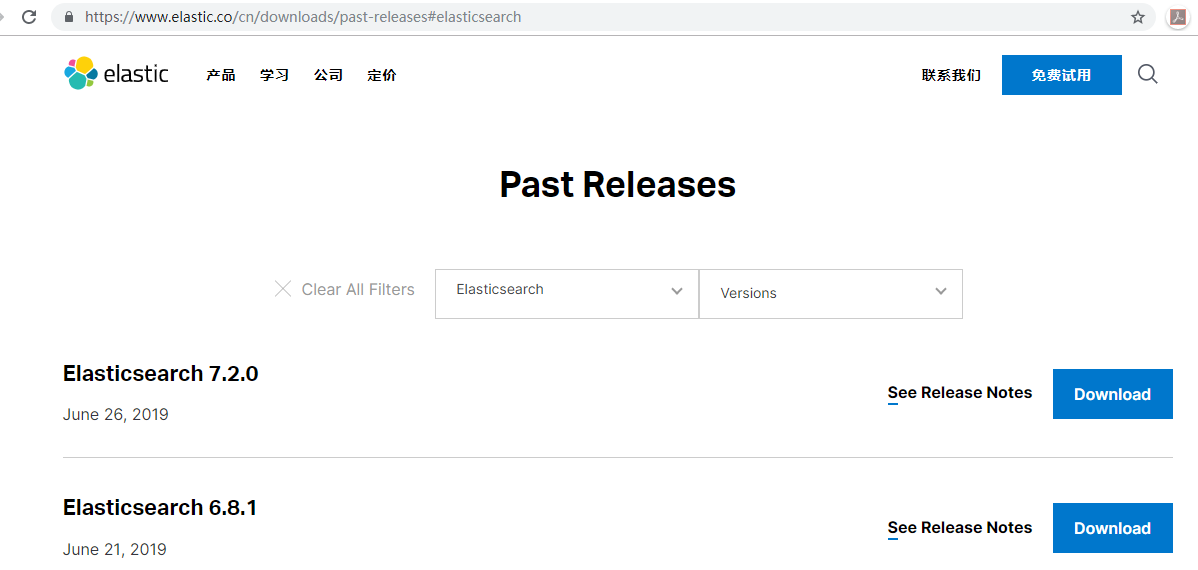 https://www.elastic.co/cn/downloads/past-releases#elasticsearch
elastic 产品 学习 公司 定价 联系我们 免费试用
Past Releases
Clear All Filters Elasticsearch Versions
Elasticsearch 7.2.0
See Release Notes Download
June 26, 2019
Elasticsearch 6.8.1
See Release Notes Download
June 21, 2019